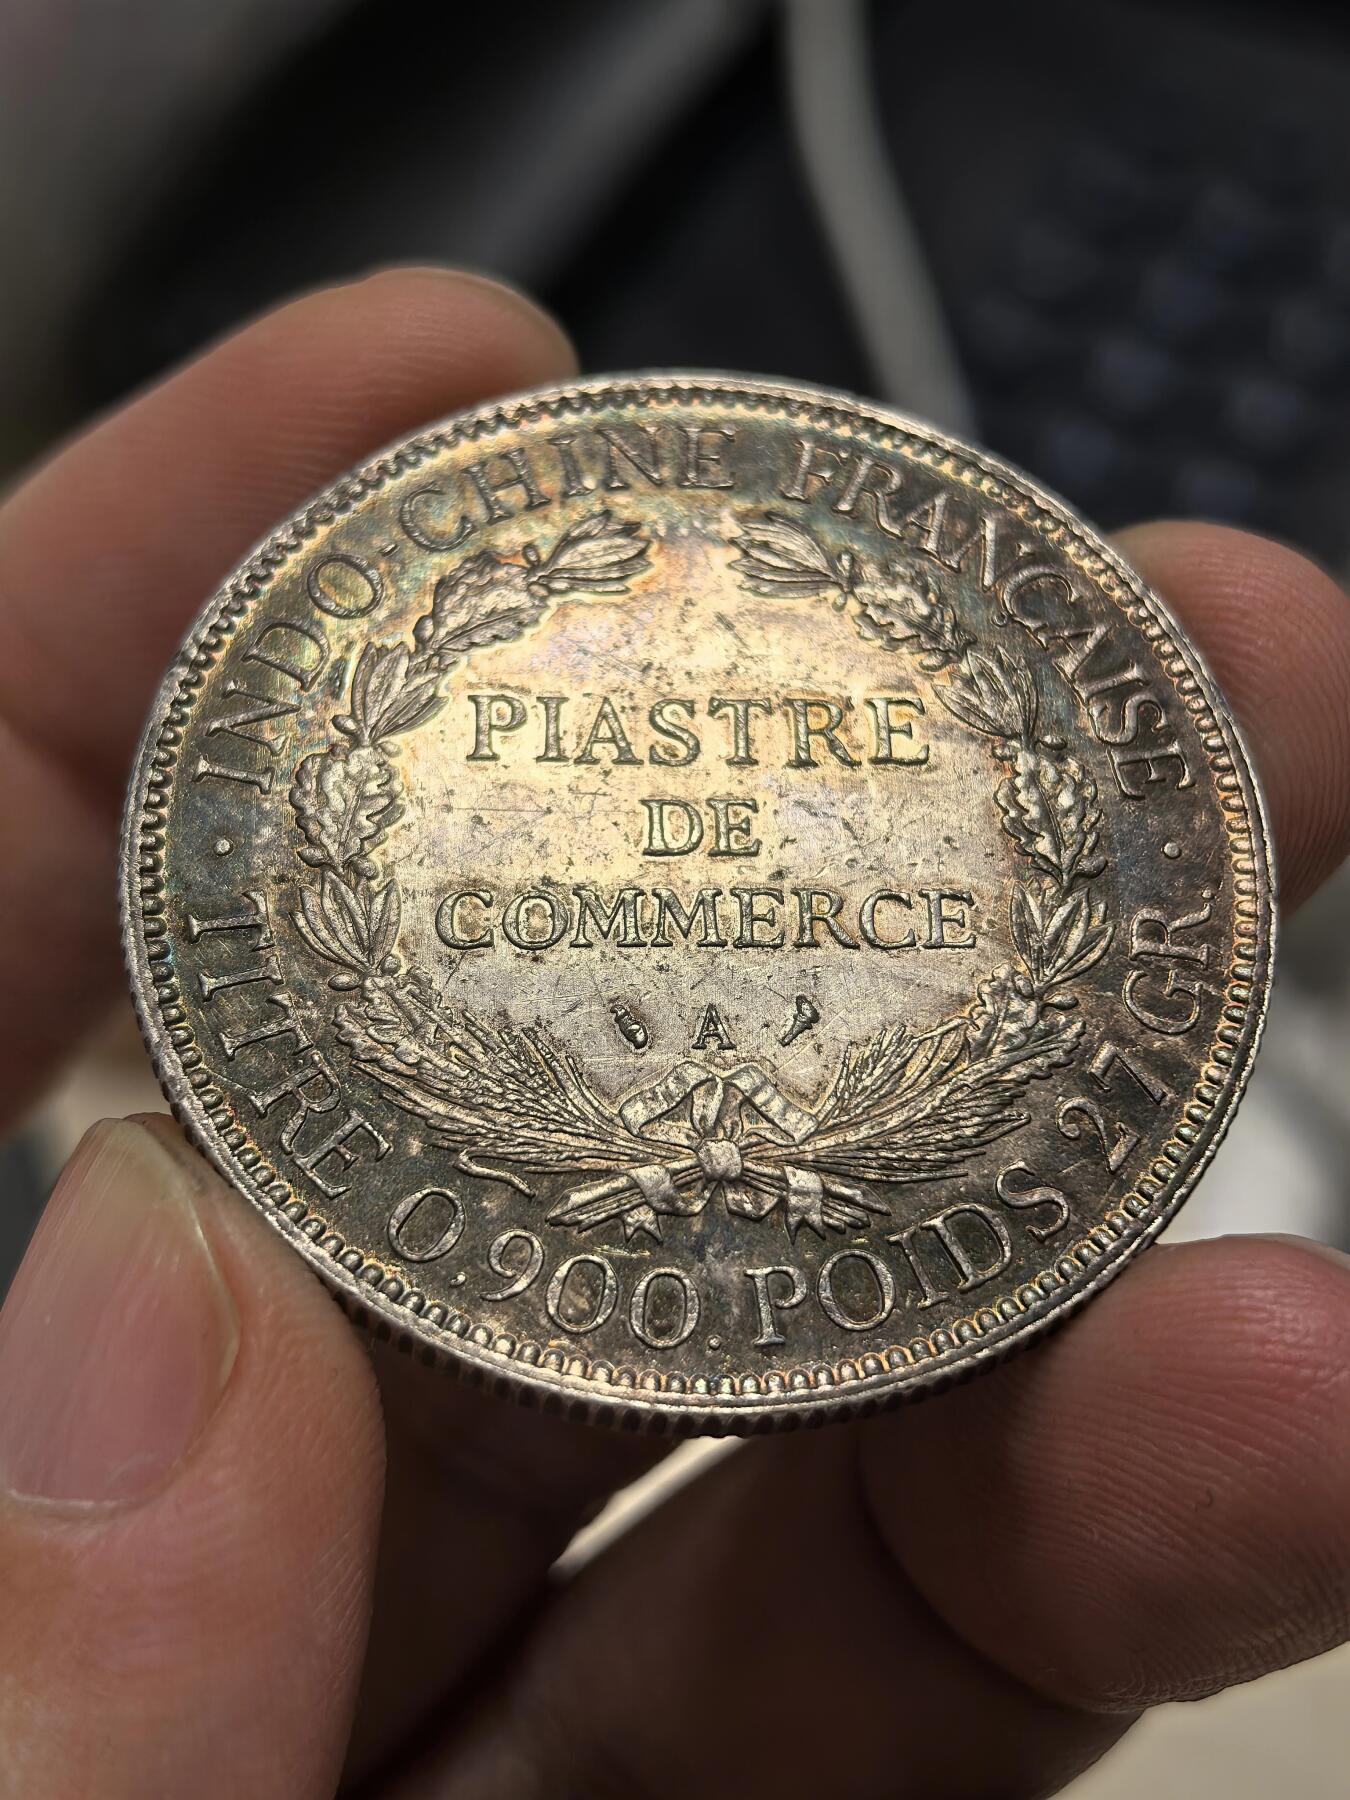 INDO-CHINE FRANÇAISE
PIASTRE
DE
COMMERCE
A
TITRE 0,900. POIDS 27 GR.